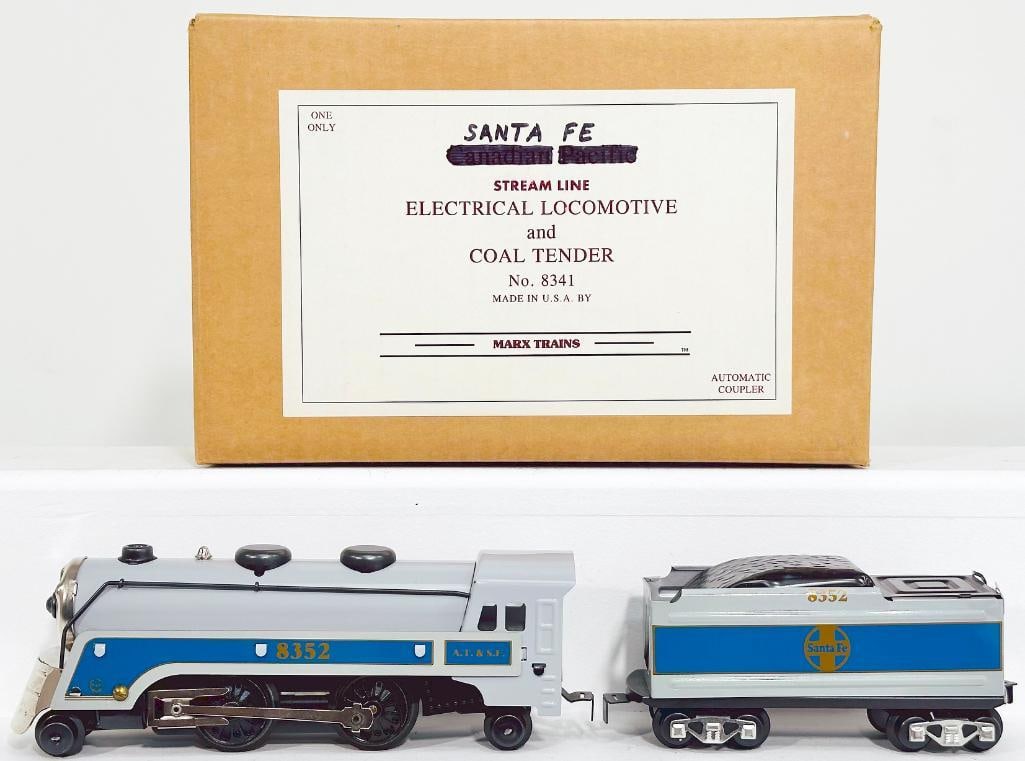 ONE
ONLY
SANTA FE
Canadian Pacific
STREAM LINE
ELECTRICAL LOCOMOTIVE
and
COAL TENDER
No. 8341
MADE IN U.S.A. BY
MARX TRAINS
TM
AUTOMATIC
COUPLER
8352
A.T. & S.F.
8352
Santa Fe